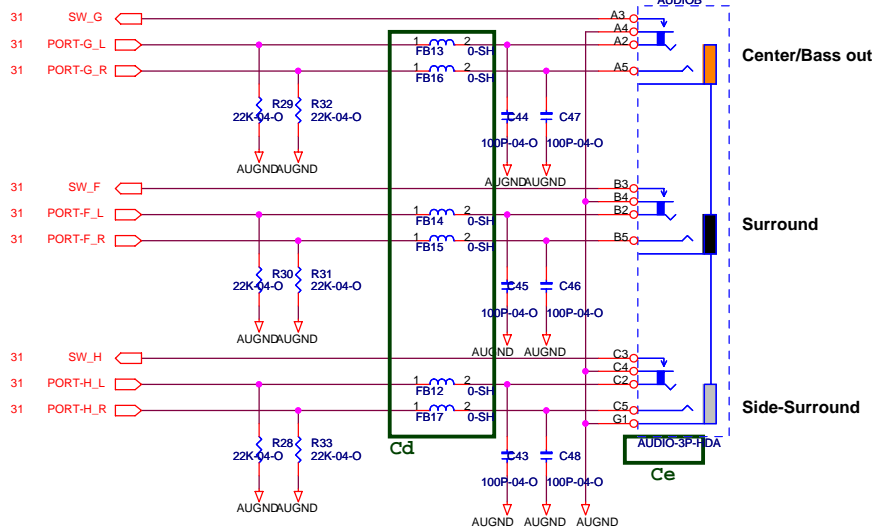 AUDIOB
31 SW_G A3
A4
31 PORT-G_L 1 2 A2
FB13 0-SH
Center/Bass out
31 PORT-G_R 1 2 A5
FB16 0-SH
R29 R32
22K-04-O 22K-04-O
C44 C47
100P-04-O 100P-04-O
AUGND AUGND
AUGND AUGND
31 SW_F B3
B4
31 PORT-F_L 1 2 B2
FB14 0-SH
Surround
31 PORT-F_R 1 2 B5
FB15 0-SH
R30 R31
22K-04-O 22K-04-O
C45 C46
100P-04-O 100P-04-O
AUGND AUGND
AUGND AUGND
31 SW_H C3
C4
31 PORT-H_L 1 2 C2
FB12 0-SH
Side-Surround
31 PORT-H_R 1 2 C5
FB17 0-SH
G1
AUDIO-3P-HDA
Cd
Ce
R28 R33
22K-04-O 22K-04-O
C43 C48
100P-04-O 100P-04-O
AUGND AUGND
AUGND AUGND AUGND